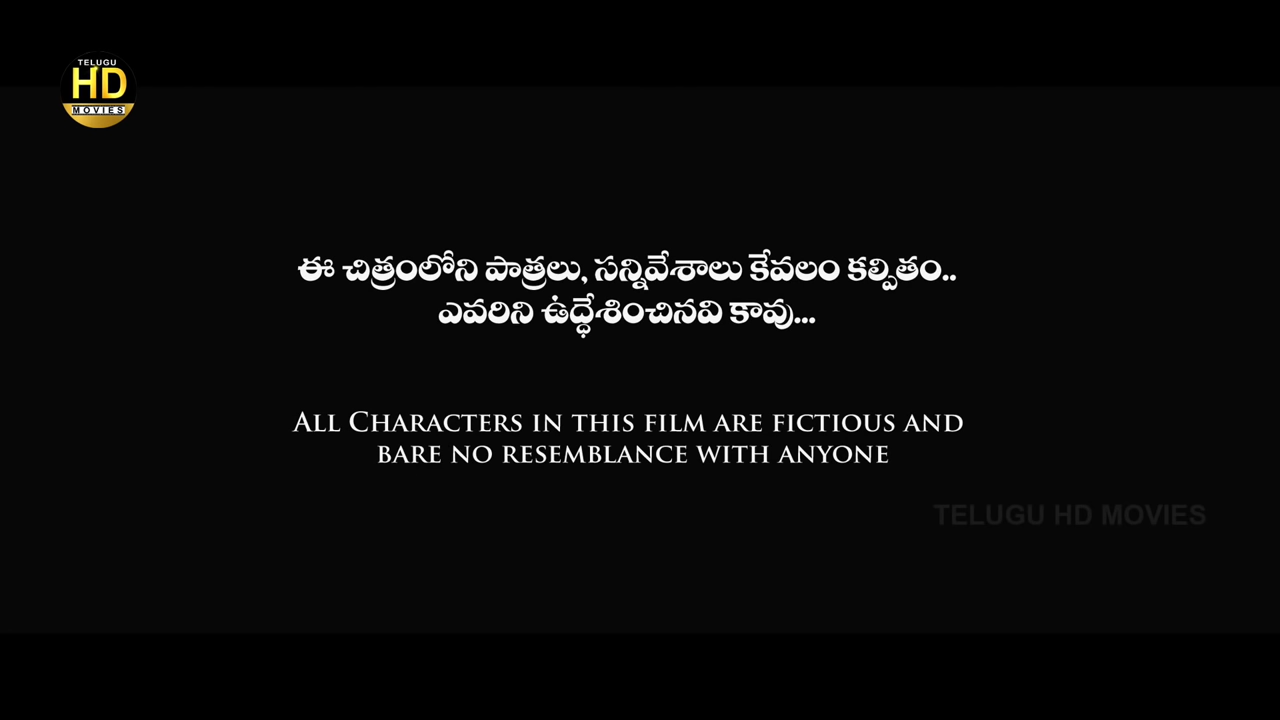 TELUGU
HD
MOVIES
ఈ చిత్రంలోని పాత్రలు, సన్నివేశాలు కేవలం కల్పితం..
ఎవరిని ఉద్ధేశించినవి కావు...
All Characters in this film are fictious and
bare no resemblance with anyone
TELUGU HD MOVIES